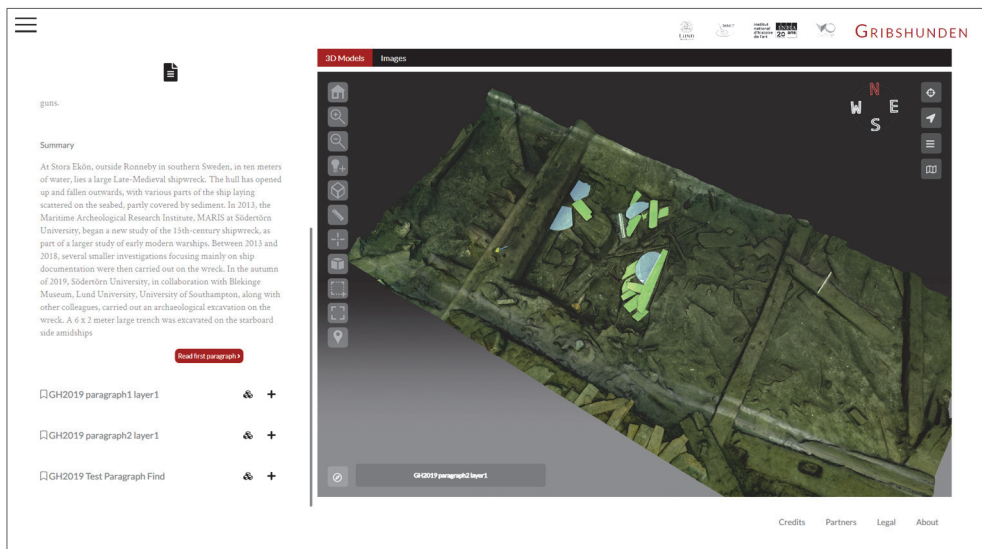 LUND
institut
national
d'histoire
de l'art
20 ans
GRIBSHUNDEN
3D Models
Images
guns.
Summary
At Stora Ekön, outside Ronneby in southern Sweden, in ten meters
of water, lies a large Late-Medieval shipwreck. The hull has opened
up and fallen outwards, with various parts of the ship laying
scattered on the seabed, partly covered by sediment. In 2013, the
Maritime Archeological Research Institute, MARIS at Södertörn
University, began a new study of the 15th-century shipwreck, as
part of a larger study of early modern warships. Between 2013 and
2018, several smaller investigations focusing mainly on ship
documentation were then carried out on the wreck. In the autumn
of 2019, Södertörn University, in collaboration with Blekinge
Museum, Lund University, University of Southampton, along with
other colleagues, carried out an archaeological excavation on the
wreck. A 6 x 2 meter large trench was excavated on the starboard
side amidships
Read first paragraph
GH2019 paragraph1 layer1
GH2019 paragraph2 layer1
GH2019 Test Paragraph Find
N
W
E
S
GH2019 paragraph2 layer1
Credits
Partners
Legal
About